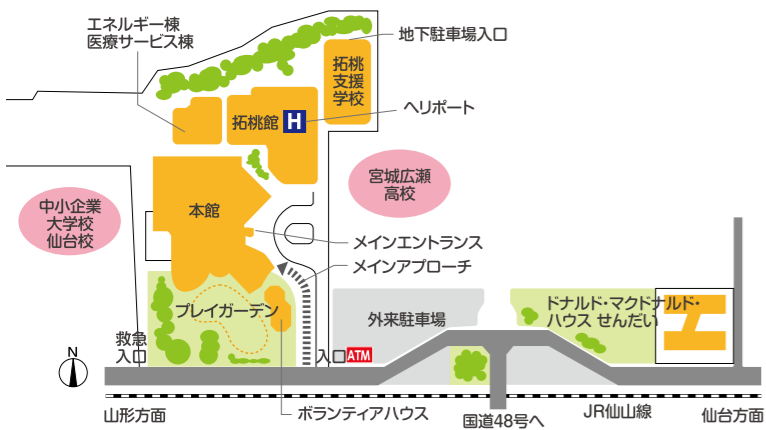 エネルギー棟
医療サービス棟
地下駐車場入口
拓桃
支援
学校
拓桃館
H
ヘリポート
宮城広瀬
高校
中小企業
大学校
仙台校
本館
メインエントランス
メインアプローチ
プレイガーデン
外来駐車場
ドナルド・マクドナルド・
ハウス せんだい
救急
入口
入口
ATM
N
山形方面
ボランティアハウス
国道48号へ
JR仙山線
仙台方面